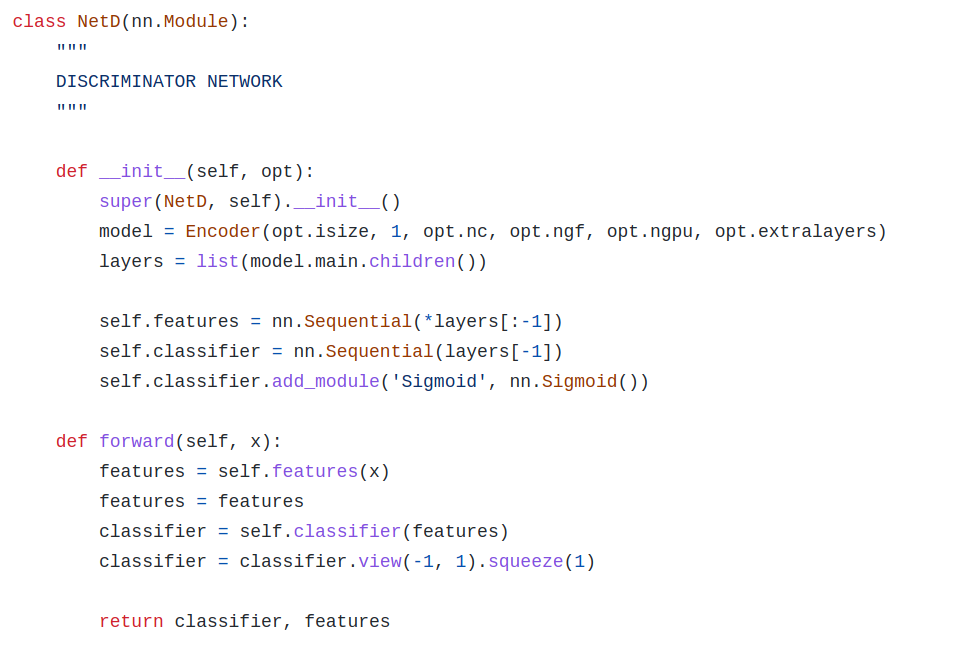 class NetD(nn.Module):
    """
    DISCRIMINATOR NETWORK
    """

    def __init__(self, opt):
        super(NetD, self).__init__()
        model = Encoder(opt.isize, 1, opt.nc, opt.ngf, opt.ngpu, opt.extralayers)
        layers = list(model.main.children())

        self.features = nn.Sequential(*layers[:-1])
        self.classifier = nn.Sequential(layers[-1])
        self.classifier.add_module('Sigmoid', nn.Sigmoid())

    def forward(self, x):
        features = self.features(x)
        features = features
        classifier = self.classifier(features)
        classifier = classifier.view(-1, 1).squeeze(1)

        return classifier, features